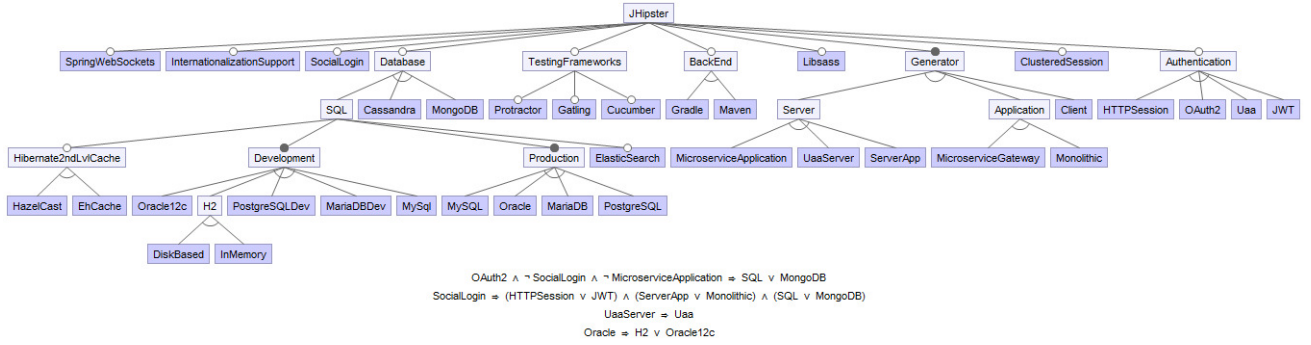 JHipster
SpringWebSockets InternationalizationSupport SocialLogin Database TestingFrameworks BackEnd Libsass Generator ClusteredSession Authentication
SQL Cassandra MongoDB Protractor Gatling Cucumber Gradle Maven Server Application Client HTTPSession OAuth2 Uaa JWT
Hibernate2ndLvlCache Development Production ElasticSearch MicroserviceApplication UaaServer ServerApp MicroserviceGateway Monolithic
HazelCast EhCache Oracle12c H2 PostgreSQLDev MariaDBDev MySql MySQL Oracle MariaDB PostgreSQL
DiskBased InMemory
OAuth2 ∧ ¬ SocialLogin ∧ ¬ MicroserviceApplication ⇒ SQL ∨ MongoDB
SocialLogin ⇒ (HTTPSession ∨ JWT) ∧ (ServerApp ∨ Monolithic) ∧ (SQL ∨ MongoDB)
UaaServer ⇒ Uaa
Oracle ⇒ H2 ∨ Oracle12c